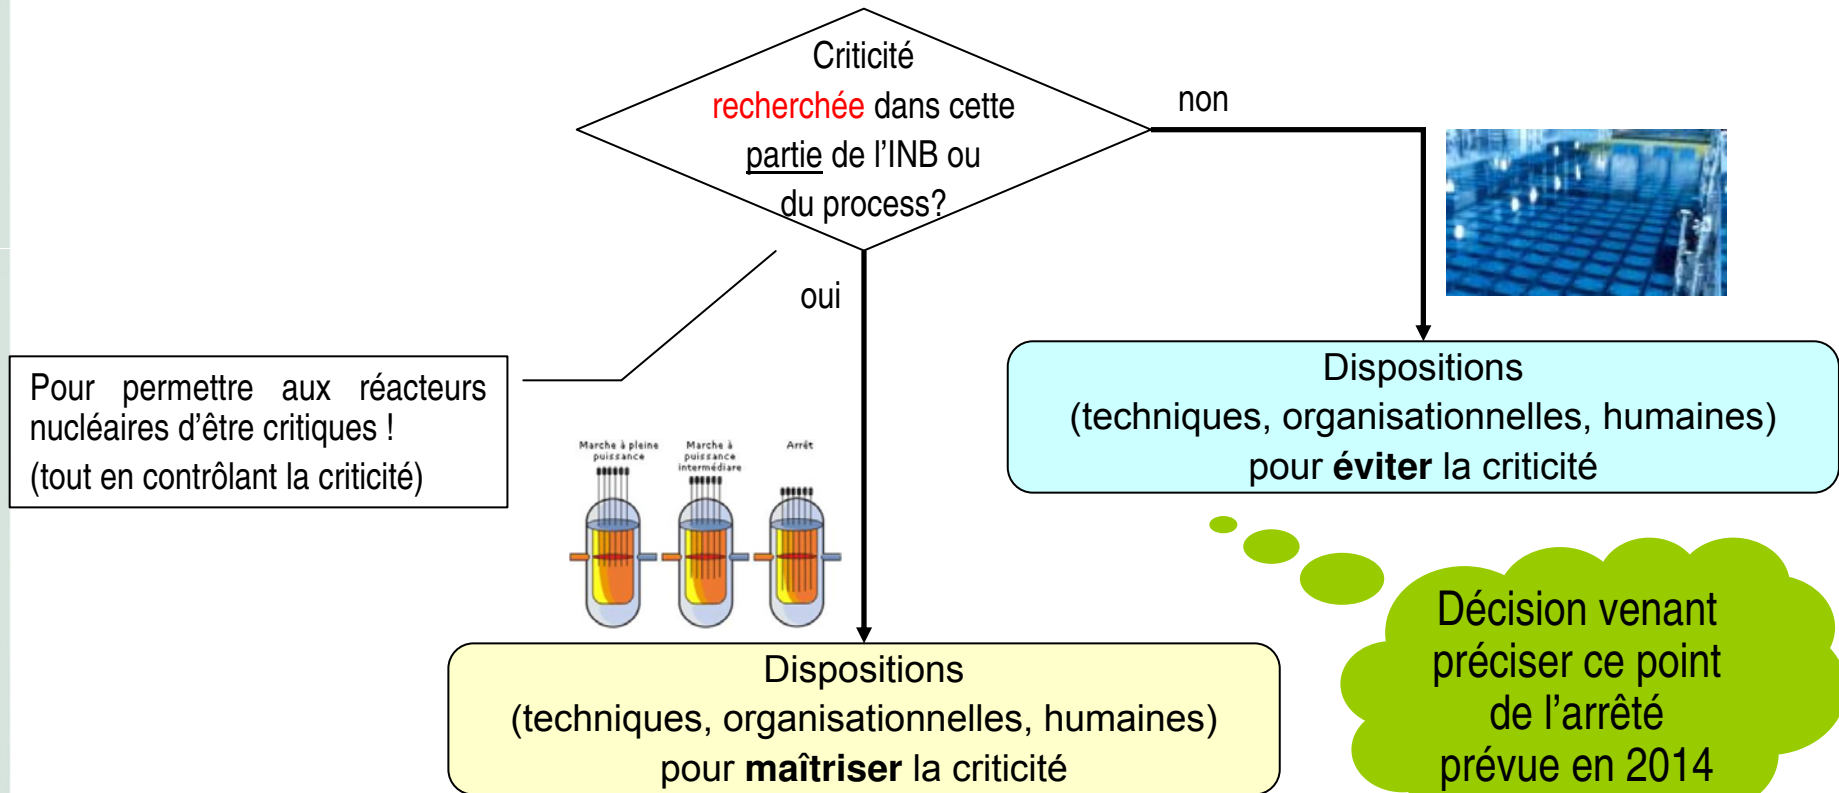 Criticité
recherchée dans cette
partie de l'INB ou
du process?
non
oui
Pour permettre aux réacteurs
nucléaires d'être critiques !
(tout en contrôlant la criticité)
Marche à pleine
puissance
Marche à
puissance
intermédiare
Arrêt
Dispositions
(techniques, organisationnelles, humaines)
pour éviter la criticité
Dispositions
(techniques, organisationnelles, humaines)
pour maîtriser la criticité
Décision venant
préciser ce point
de l'arrêté
prévue en 2014